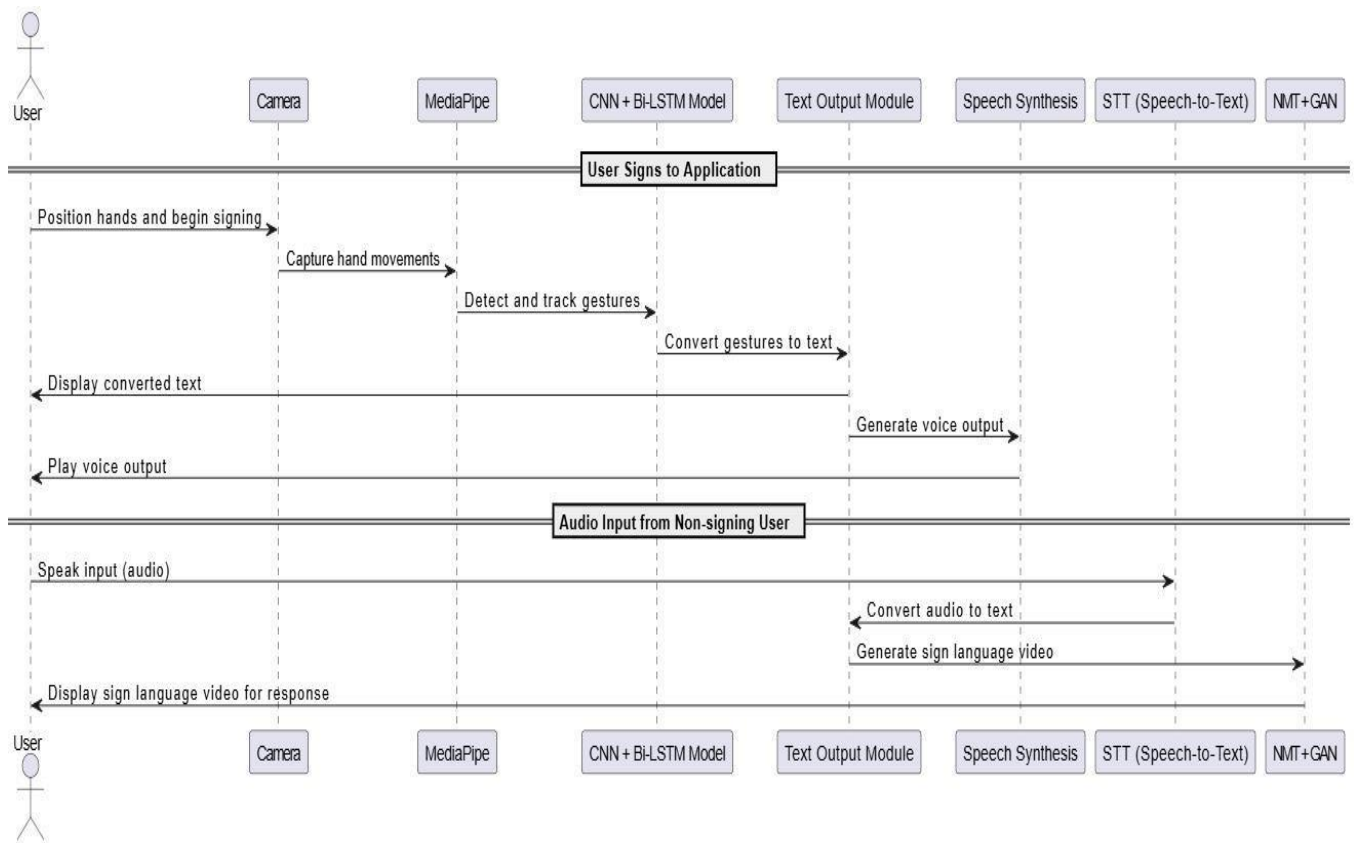 User
Camera
MediaPipe
CNN + Bi-LSTM Model
Text Output Module
Speech Synthesis
STT (Speech-to-Text)
NMT+GAN
User Signs to Application
Position hands and begin signing
Capture hand movements
Detect and track gestures
Convert gestures to text
Display converted text
Generate voice output
Play voice output
Audio Input from Non-signing User
Speak input (audio)
Convert audio to text
Generate sign language video
Display sign language video for response
User
Camera
MediaPipe
CNN + Bi-LSTM Model
Text Output Module
Speech Synthesis
STT (Speech-to-Text)
NMT+GAN